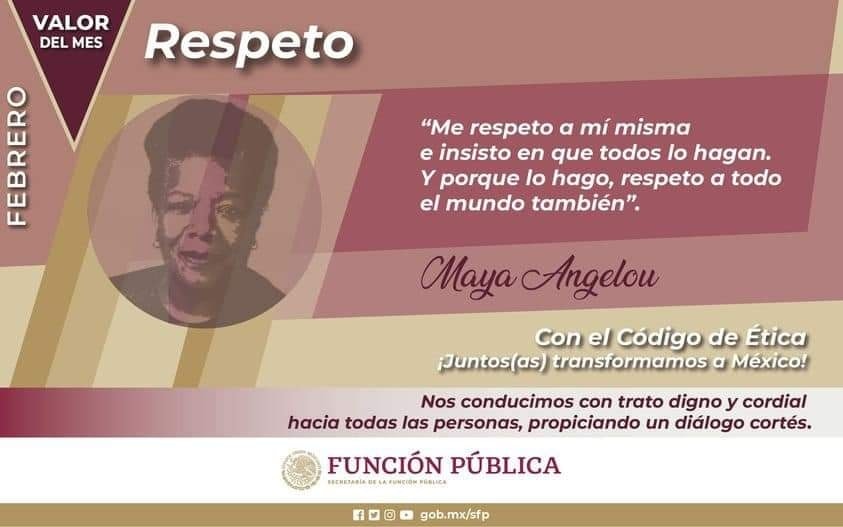 VALOR
DEL MES
Respeto
FEBRERO
“Me respeto a mí misma
e insisto en que todos lo hagan.
Y porque lo hago, respeto a todo
el mundo también”.
Maya Angelou
Con el Código de Ética
¡Juntos(as) transformamos a México!
Nos conducimos con trato digno y cordial
hacia todas las personas, propiciando un diálogo cortés.
FUNCIÓN PÚBLICA
SECRETARÍA DE LA FUNCIÓN PÚBLICA
gob.mx/sfp